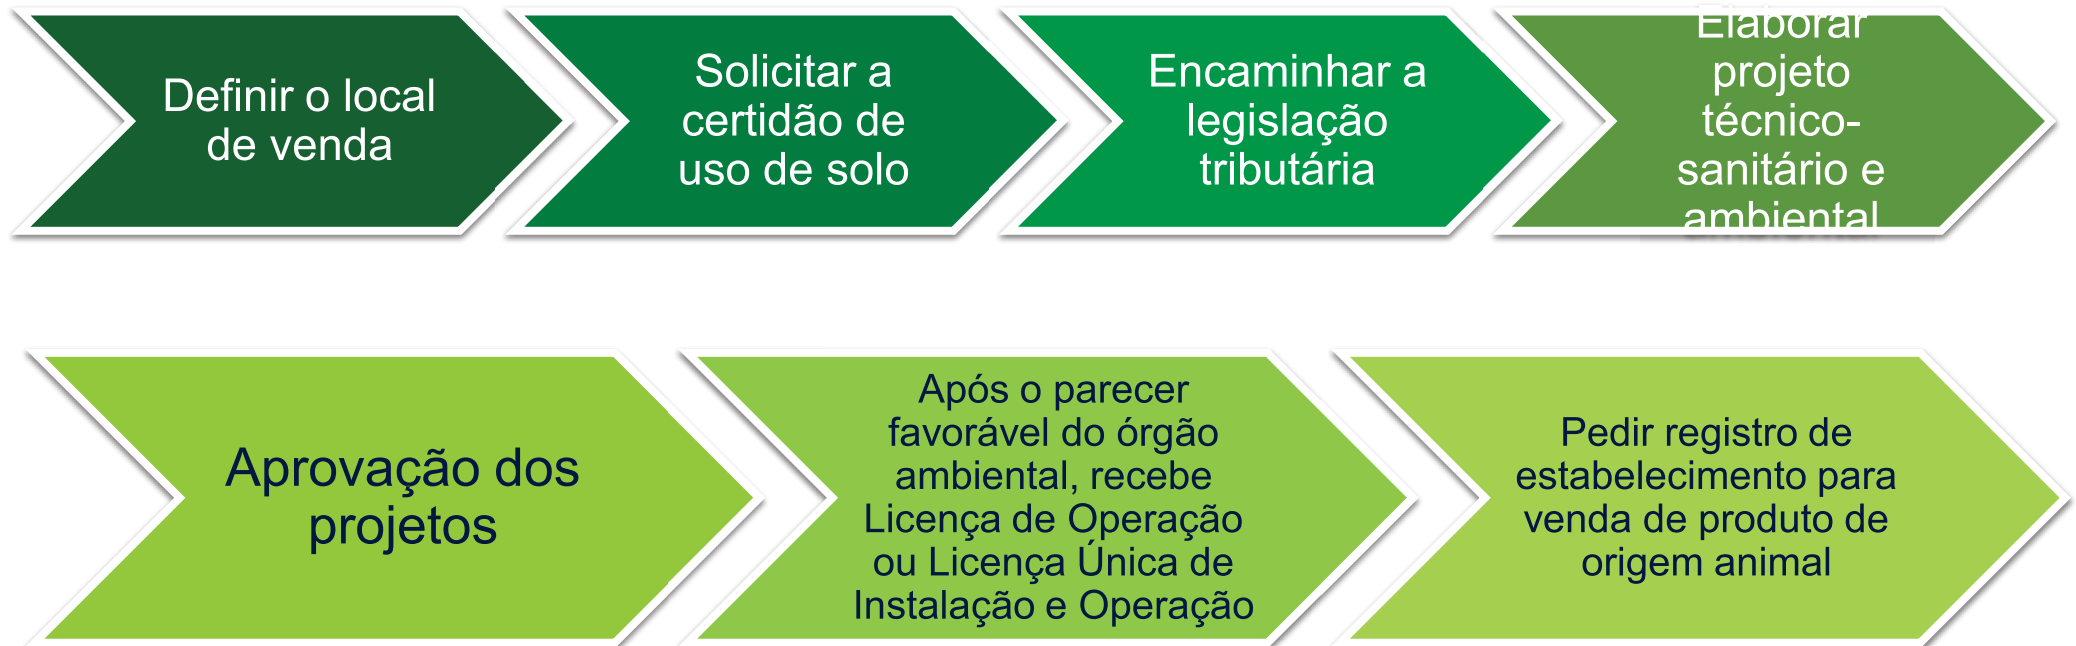 Definir o local
de venda
Solicitar a
certidão de
uso de solo
Encaminhar a
legislação
tributária
Elaborar
projeto
técnico-
sanitário e
ambiental
Aprovação dos
projetos
Após o parecer
favorável do órgão
ambiental, recebe
Licença de Operação
ou Licença Única de
Instalação e Operação
Pedir registro de
estabelecimento para
venda de produto de
origem animal